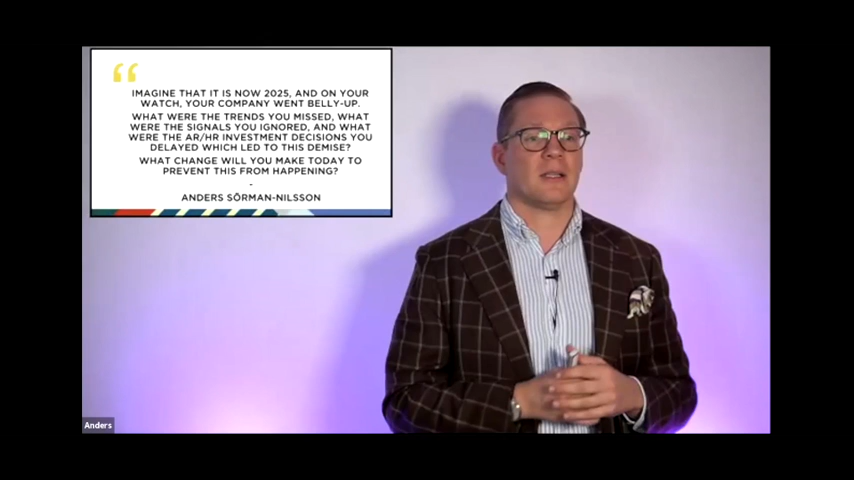 IMAGINE THAT IT IS NOW 2025, AND ON YOUR
WATCH, YOUR COMPANY WENT BELLY-UP.
WHAT WERE THE TRENDS YOU MISSED, WHAT
WERE THE SIGNALS YOU IGNORED, AND WHAT
WERE THE AR/HR INVESTMENT DECISIONS YOU
DELAYED WHICH LED TO THIS DEMISE?
WHAT CHANGE WILL YOU MAKE TODAY TO
PREVENT THIS FROM HAPPENING?
-
ANDERS SÖRMAN-NILSSON
Anders